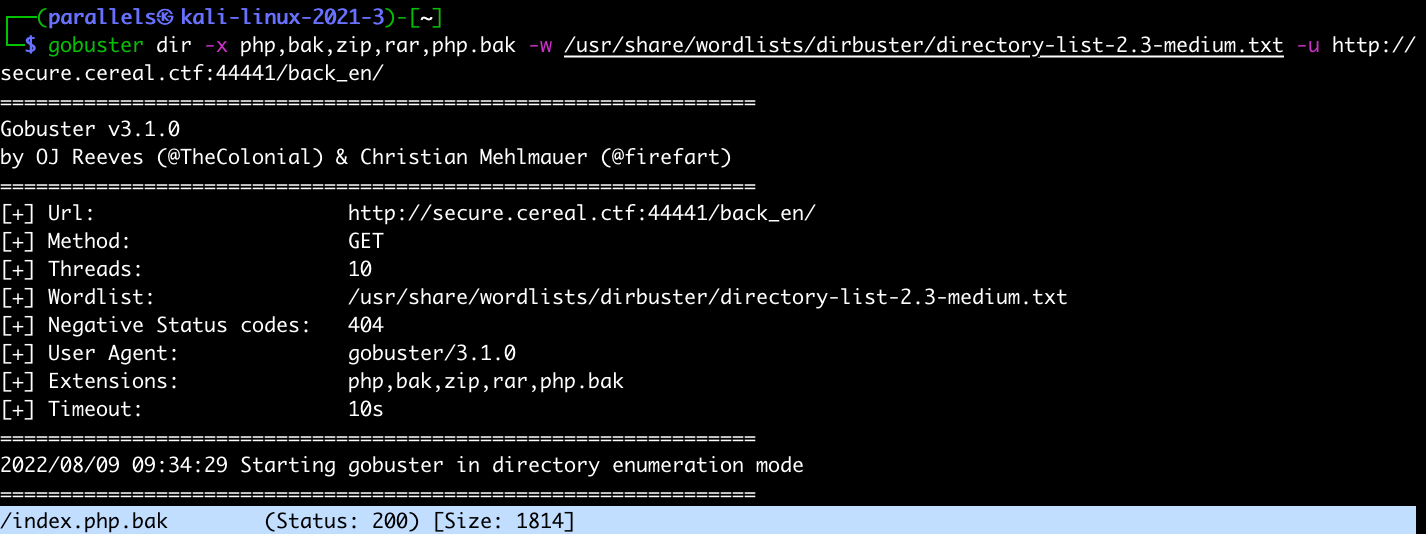 ┌──(parallels㉿kali-linux-2021-3)-[~]
└─$ gobuster dir -x php,bak,zip,rar,php.bak -w /usr/share/wordlists/dirbuster/directory-list-2.3-medium.txt -u http://
secure.cereal.ctf:44441/back_en/
===============================================================
Gobuster v3.1.0
by OJ Reeves (@TheColonial) & Christian Mehlmauer (@firefart)
===============================================================
[+] Url:                     http://secure.cereal.ctf:44441/back_en/
[+] Method:                  GET
[+] Threads:                 10
[+] Wordlist:                /usr/share/wordlists/dirbuster/directory-list-2.3-medium.txt
[+] Negative Status codes:   404
[+] User Agent:              gobuster/3.1.0
[+] Extensions:              php,bak,zip,rar,php.bak
[+] Timeout:                 10s
===============================================================
2022/08/09 09:34:29 Starting gobuster in directory enumeration mode
===============================================================
/index.php.bak        (Status: 200) [Size: 1814]